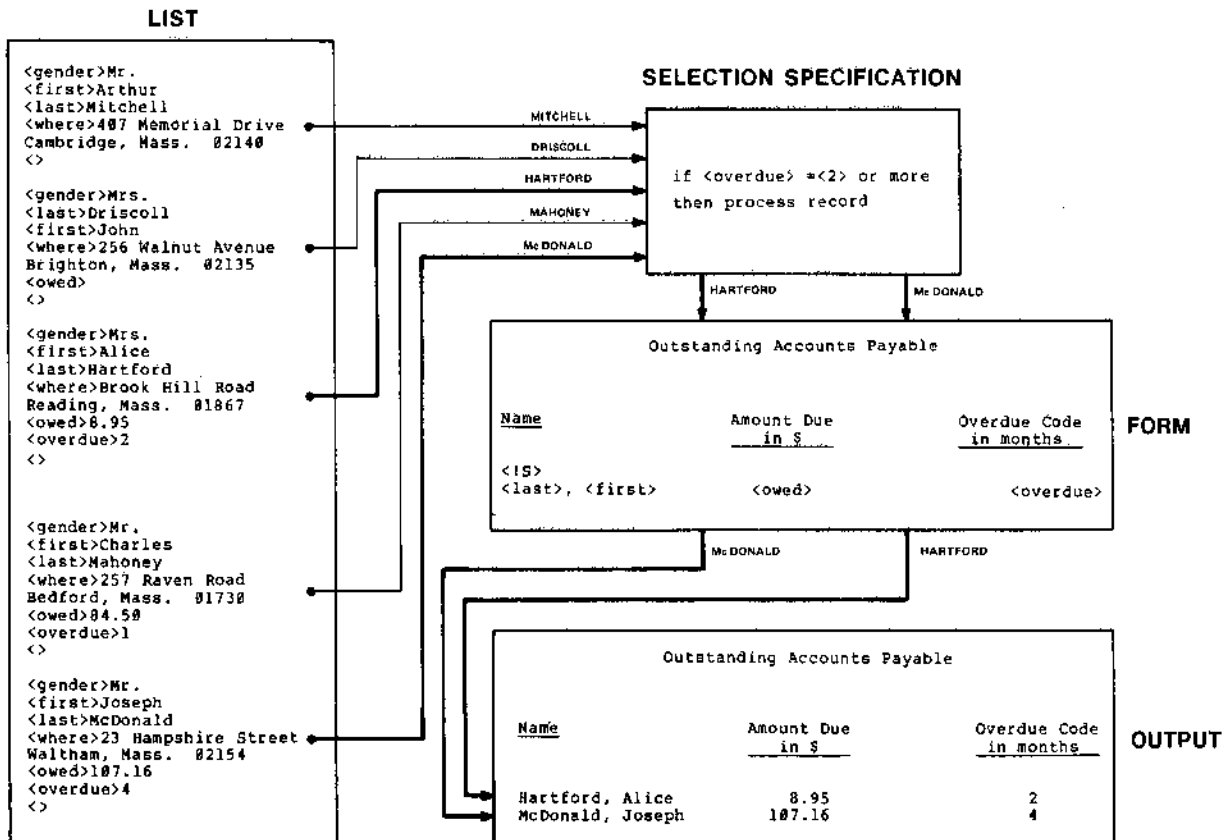 LIST
<gender>Mr.
<first>Arthur
<last>Mitchell
<where>407 Memorial Drive
Cambridge, Mass. 02140
<>
<gender>Mrs.
<last>Driscoll
<first>John
<where>256 Walnut Avenue
Brighton, Mass. 02135
<owed>
<>
<gender>Mrs.
<first>Alice
<last>Hartford
<where>Brook Hill Road
Reading, Mass. 01867
<owed>8.95
<overdue>2
<>
<gender>Mr.
<first>Charles
<last>Mahoney
<where>257 Raven Road
Bedford, Mass. 01730
<owed>84.50
<overdue>1
<>
<gender>Mr.
<first>Joseph
<last>McDonald
<where>23 Hampshire Street
Waltham, Mass. 02154
<owed>107.16
<overdue>4
<>
MITCHELL
DRISCOLL
HARTFORD
MAHONEY
McDONALD
SELECTION SPECIFICATION
if <overdue> =<2> or more
then process record
HARTFORD
McDONALD
Outstanding Accounts Payable
Name Amount Due Overdue Code
in $ in months
<!S>
<last>, <first> <owed> <overdue>
FORM
McDONALD
HARTFORD
Outstanding Accounts Payable
Name Amount Due Overdue Code
in $ in months
Hartford, Alice 8.95 2
McDonald, Joseph 107.16 4
OUTPUT